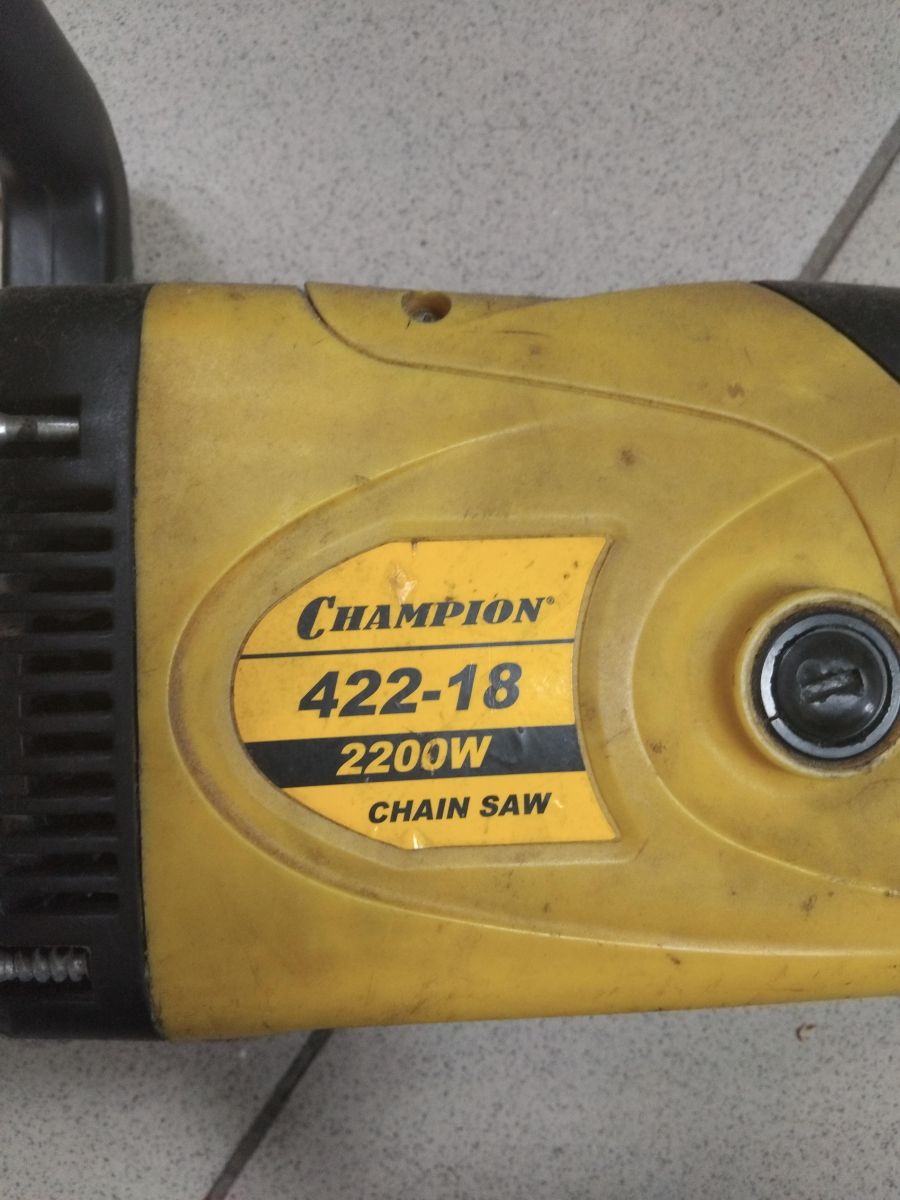 CHAMPION®
422-18
2200W
CHAIN SAW